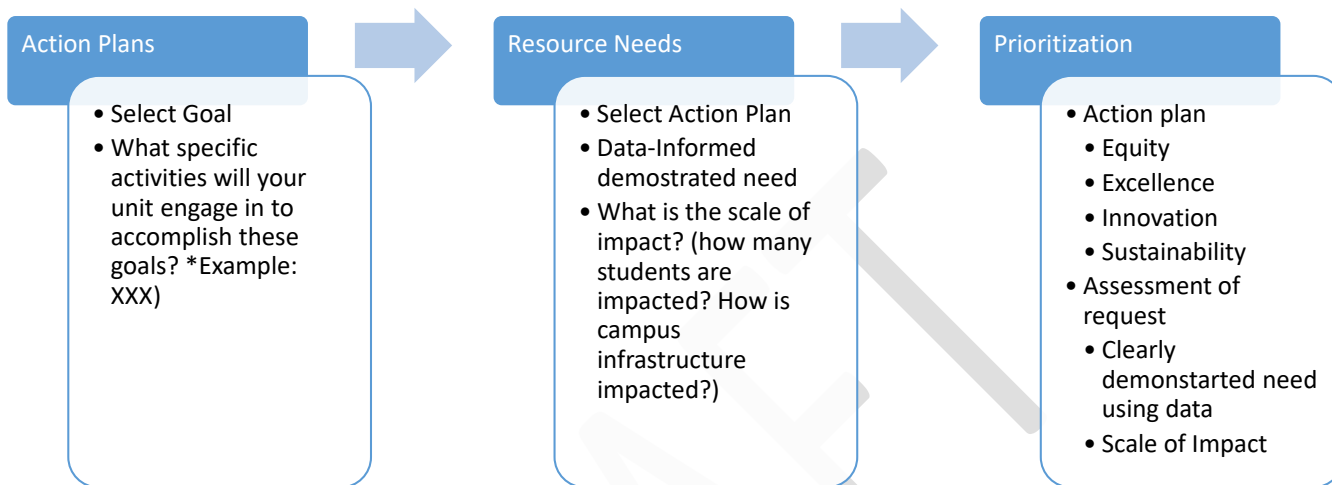 Action Plans
• Select Goal
• What specific
activities will your
unit engage in to
accomplish these
goals? *Example:
XXX)
Resource Needs
• Select Action Plan
• Data-Informed
demostrated need
• What is the scale of
impact? (how many
students are
impacted? How is
campus
infrastructure
impacted?)
Prioritization
• Action plan
• Equity
• Excellence
• Innovation
• Sustainability
• Assessment of
request
• Clearly
demonstarted need
using data
• Scale of Impact